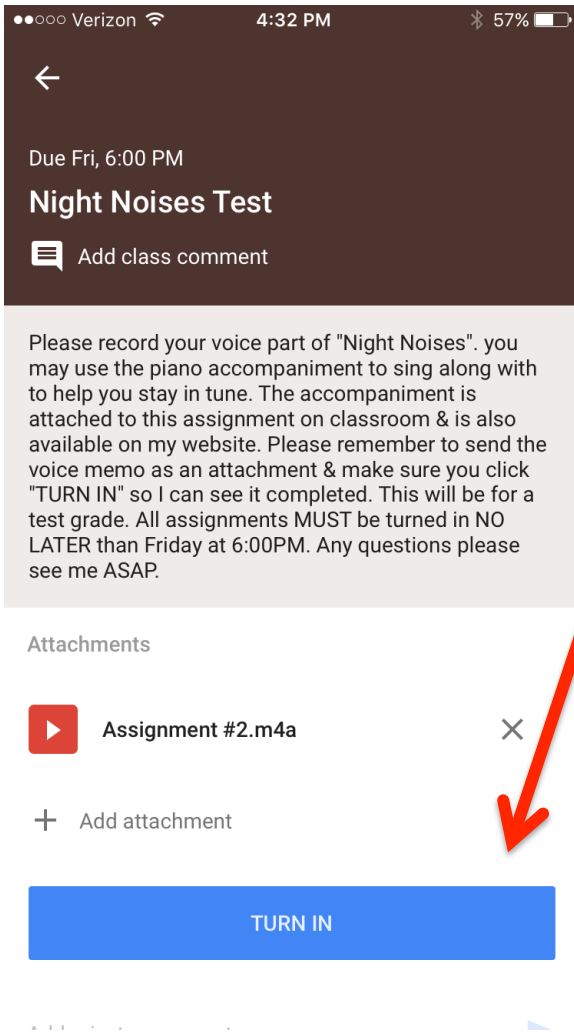 Verizon 4:32 PM 57%
Due Fri, 6:00 PM
Night Noises Test
Add class comment
Please record your voice part of "Night Noises". you
may use the piano accompaniment to sing along with
to help you stay in tune. The accompaniment is
attached to this assignment on classroom & is also
available on my website. Please remember to send the
voice memo as an attachment & make sure you click
"TURN IN" so I can see it completed. This will be for a
test grade. All assignments MUST be turned in NO
LATER than Friday at 6:00PM. Any questions please
see me ASAP.
Attachments
Assignment #2.m4a
Add attachment
TURN IN